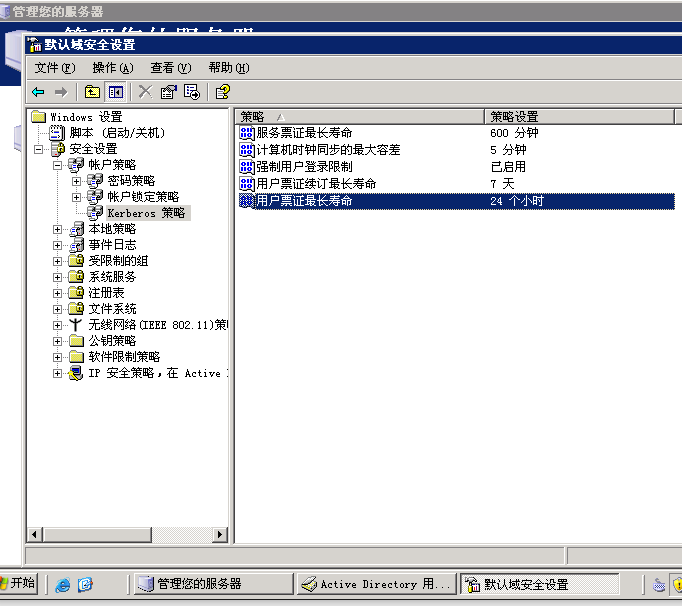 管理您的服务器
管理您的服务器
默认域安全设置
文件(F) 操作(A) 查看(V) 帮助(H)
Windows 设置
脚本 (启动/关机)
安全设置
帐户策略
密码策略
帐户锁定策略
Kerberos 策略
本地策略
事件日志
受限制的组
系统服务
注册表
文件系统
无线网络(IEEE 802.11)策
公钥策略
软件限制策略
IP 安全策略，在 Active
策略 策略设置
服务票证最长寿命 600 分钟
计算机时钟同步的最大容差 5 分钟
强制用户登录限制 已启用
用户票证续订最长寿命 7 天
用户票证最长寿命 24 个小时
开始 管理您的服务器 Active Directory 用... 默认域安全设置